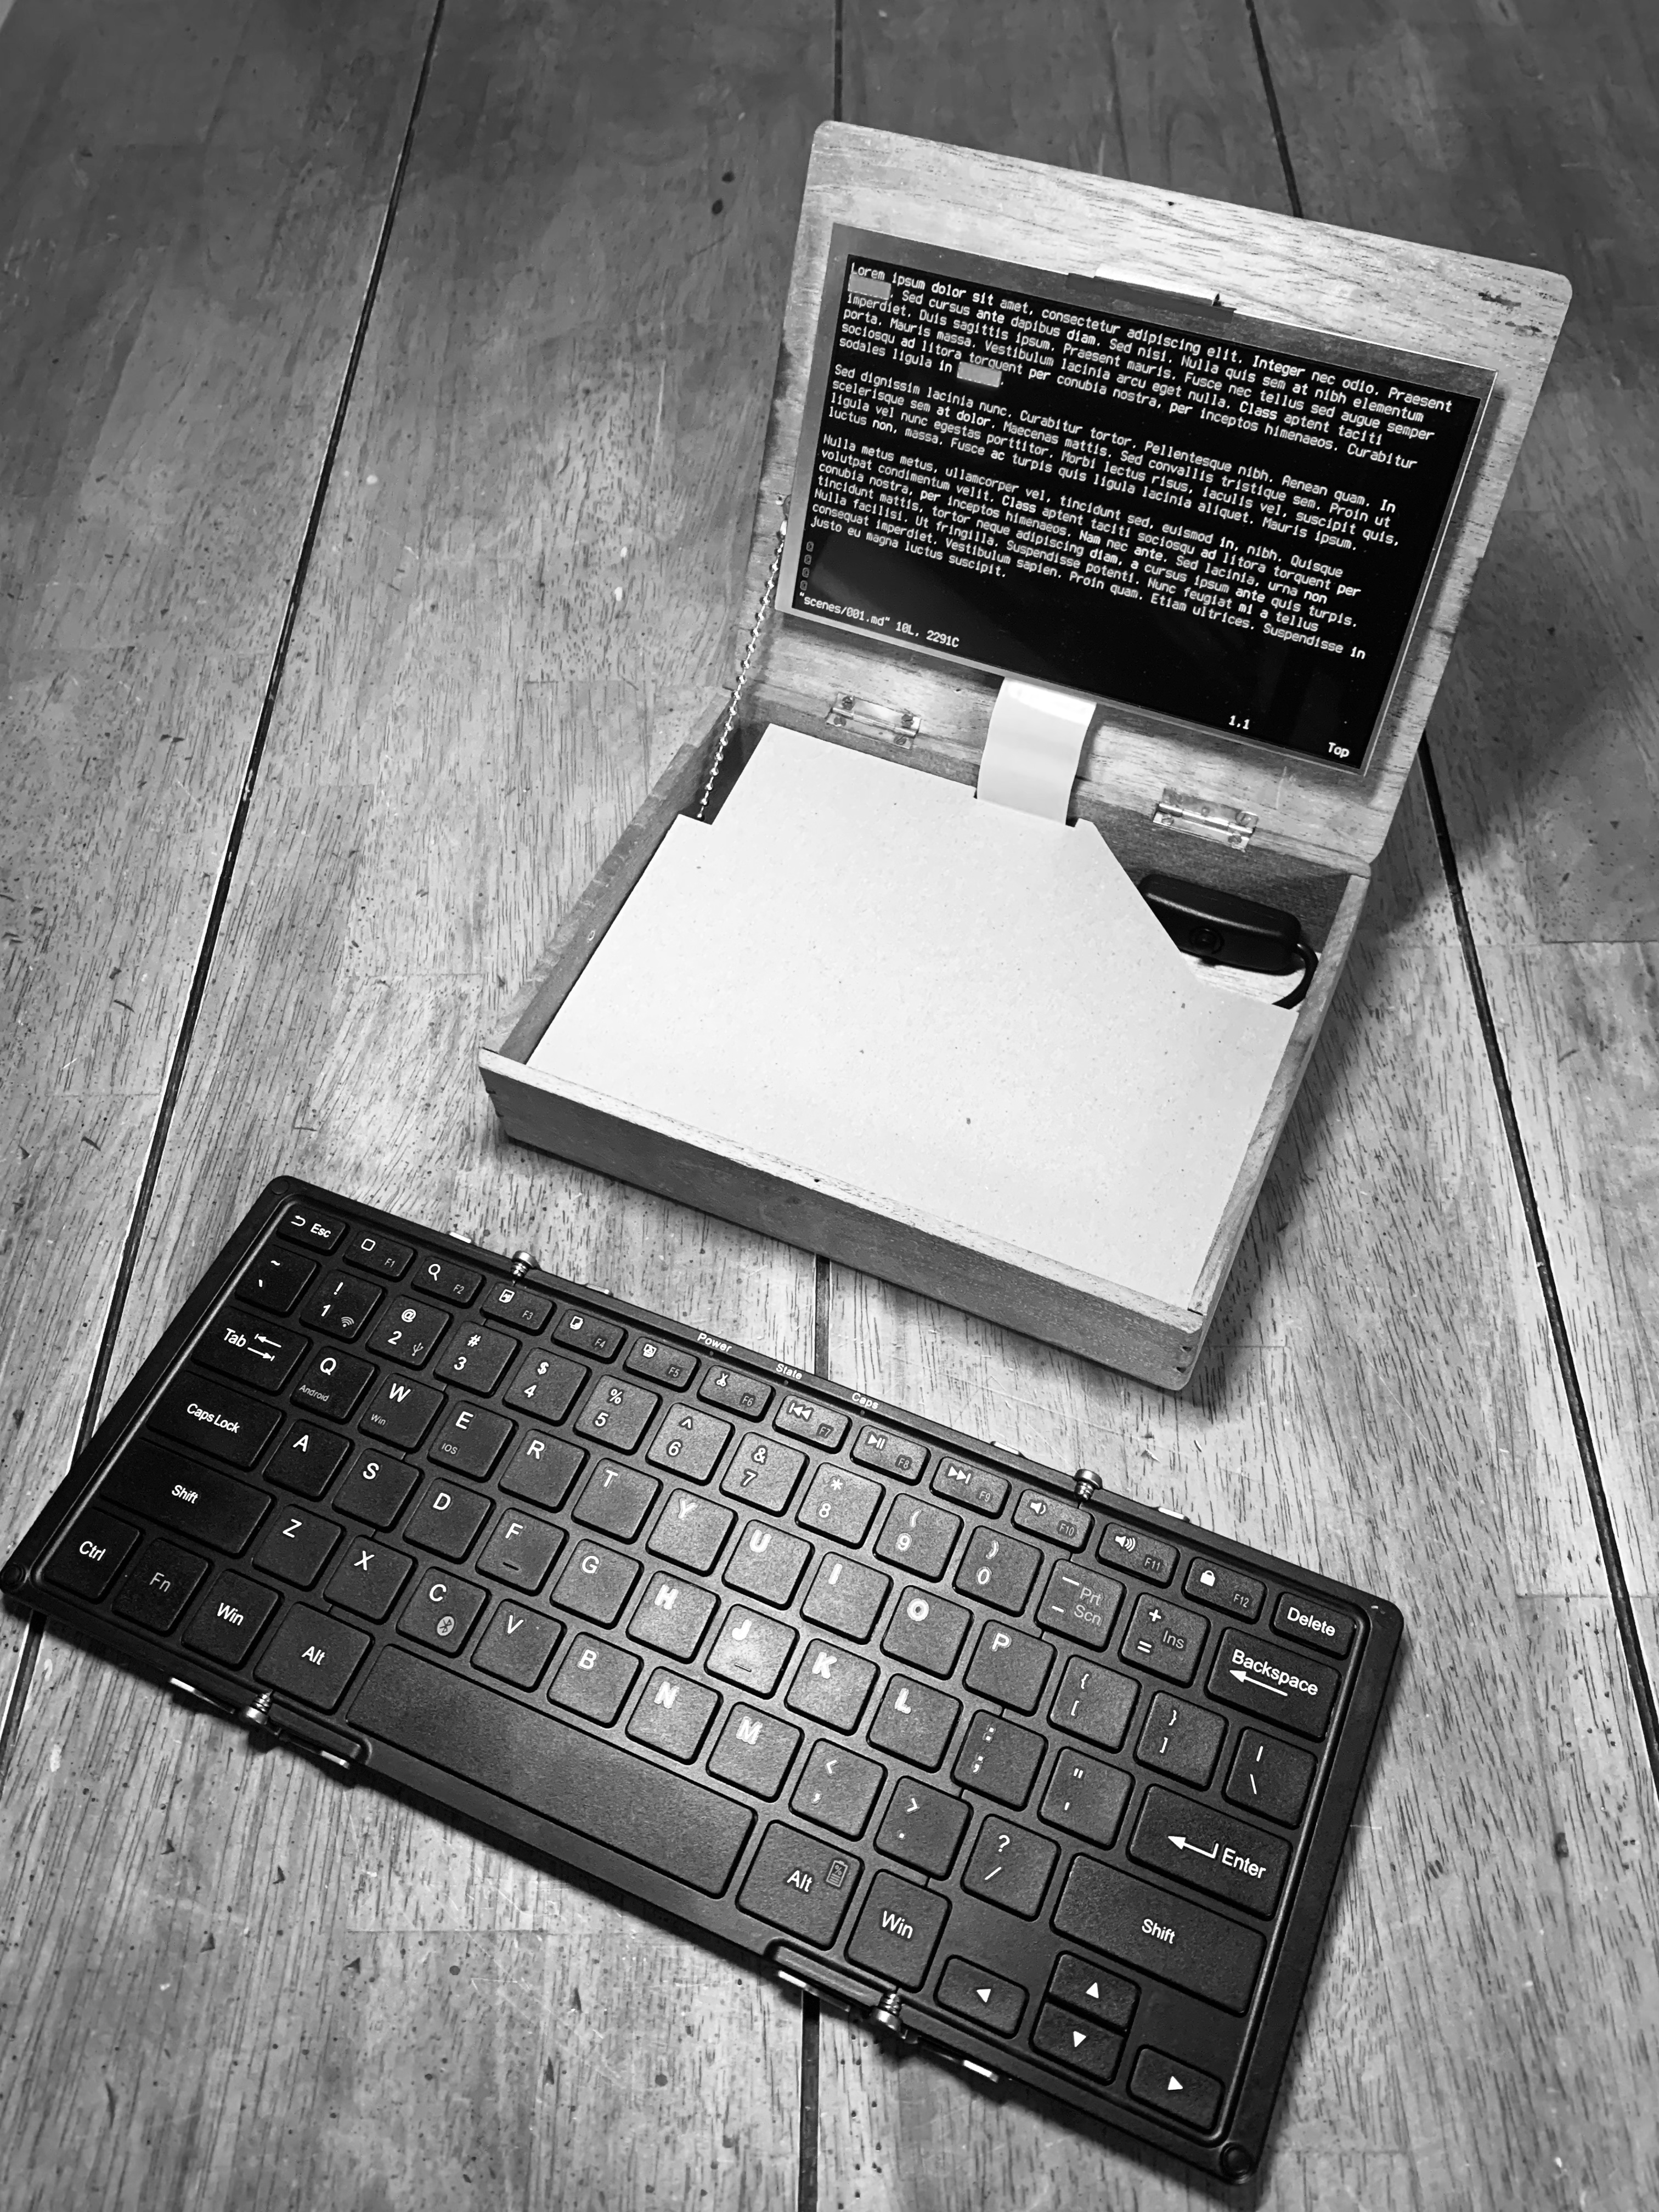 Lorem ipsum dolor sit amet, consectetur adipiscing elit. Integer nec odio. Praesent
. Sed cursus ante dapibus diam. Sed nisi. Nulla quis sem at nibh elementum
imperdiet. Duis sagittis ipsum. Praesent mauris. Fusce nec tellus sed augue semper
porta. Mauris massa. Vestibulum lacinia arcu eget nulla. Class aptent taciti
sociosqu ad litora torquent per conubia nostra, per inceptos himenaeos. Curabitur
sodales ligula in .
Sed dignissim lacinia nunc. Curabitur tortor. Pellentesque nibh. Aenean quam. In
scelerisque sem at dolor. Maecenas mattis. Sed convallis tristique sem. Proin ut
ligula vel nunc egestas porttitor. Morbi lectus risus, iaculis vel, suscipit quis,
luctus non, massa. Fusce ac turpis quis ligula lacinia aliquet. Mauris ipsum.
Nulla metus metus, ullamcorper vel, tincidunt sed, euismod in, nibh. Quisque
volutpat condimentum velit. Class aptent taciti sociosqu ad litora torquent per
conubia nostra, per inceptos himenaeos. Nam nec ante. Sed lacinia, urna non
tincidunt mattis, tortor neque adipiscing diam, a cursus ipsum ante quis turpis.
Nulla facilisi. Ut fringilla. Suspendisse potenti. Nunc feugiat mi a tellus
consequat imperdiet. Vestibulum sapien. Proin quam. Etiam ultrices. Suspendisse in
justo eu magna luctus suscipit.
@
@
@
@
"scenes/001.md" 10L, 2291C 1,1 Top
Power State Caps
Esc F1 F2 F3 F4 F5 F6 F7 F8 F9 F10 F11 F12 Delete
~ ` ! 1 @ 2 # 3 $ 4 % 5 ^ 6 & 7 * 8 ( 9 ) 0 — – Prt Scn + = Ins Backspace
Tab Q Android W Win E iOS R T Y U I O P { [ } ] | \
Caps Lock A S D F G H J K L : ; " ' Enter
Shift Z X C V B N M < , > . ? / Shift
Ctrl Fn Win Alt Alt Win